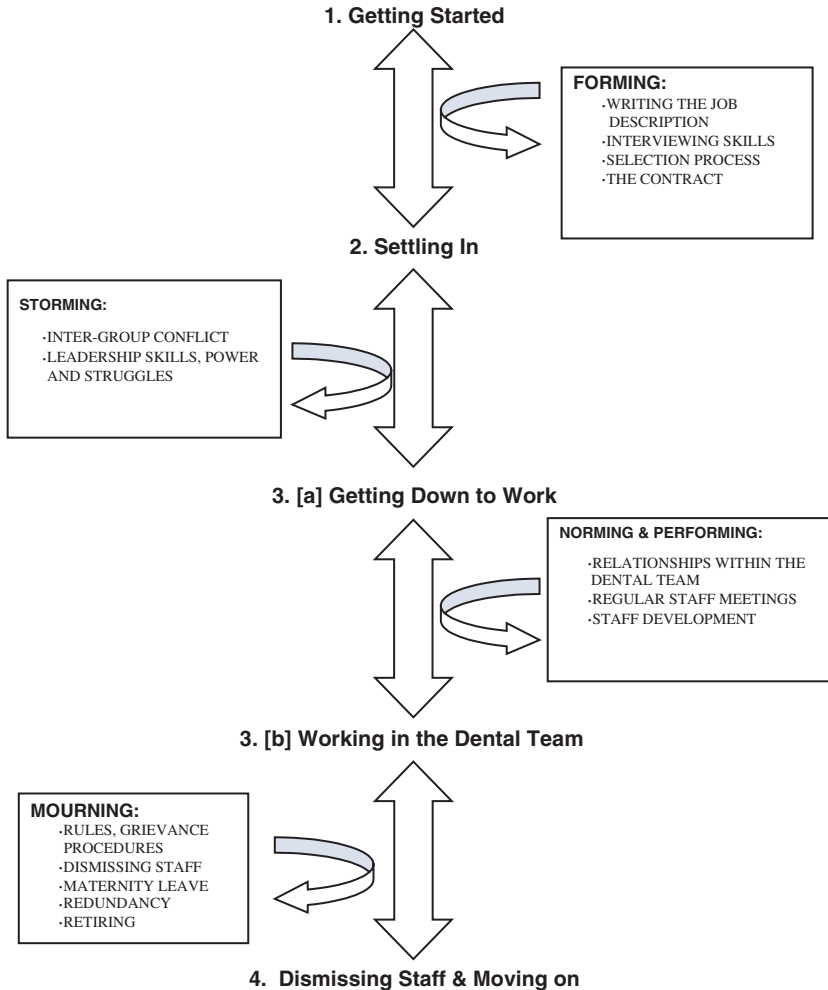 1. Getting Started
FORMING:
·WRITING THE JOB
DESCRIPTION
·INTERVIEWING SKILLS
·SELECTION PROCESS
·THE CONTRACT
2. Settling In
STORMING:
·INTER-GROUP CONFLICT
·LEADERSHIP SKILLS, POWER
AND STRUGGLES
3. [a] Getting Down to Work
NORMING & PERFORMING:
·RELATIONSHIPS WITHIN THE
DENTAL TEAM
·REGULAR STAFF MEETINGS
·STAFF DEVELOPMENT
3. [b] Working in the Dental Team
MOURNING:
·RULES, GRIEVANCE
PROCEDURES
·DISMISSING STAFF
·MATERNITY LEAVE
·REDUNDANCY
·RETIRING
4. Dismissing Staff & Moving on